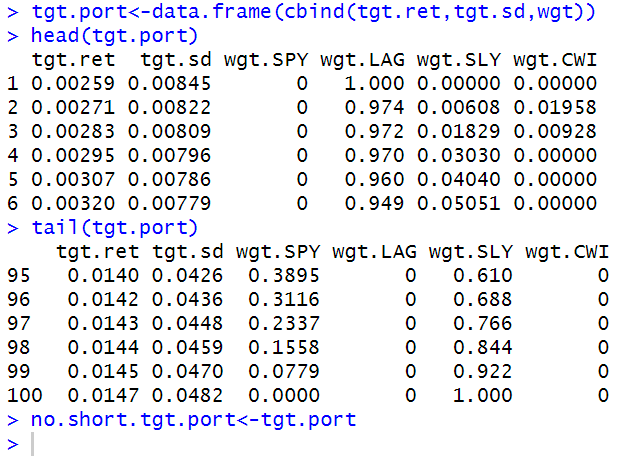 > tgt.port<-data.frame(cbind(tgt.ret,tgt.sd,wgt))
> head(tgt.port)
  tgt.ret  tgt.sd wgt.SPY wgt.LAG wgt.SLY wgt.CWI
1 0.00259 0.00845       0   1.000 0.00000 0.00000
2 0.00271 0.00822       0   0.974 0.00608 0.01958
3 0.00283 0.00809       0   0.972 0.01829 0.00928
4 0.00295 0.00796       0   0.970 0.03030 0.00000
5 0.00307 0.00786       0   0.960 0.04040 0.00000
6 0.00320 0.00779       0   0.949 0.05051 0.00000
> tail(tgt.port)
    tgt.ret tgt.sd wgt.SPY wgt.LAG wgt.SLY wgt.CWI
95   0.0140 0.0426  0.3895       0   0.610       0
96   0.0142 0.0436  0.3116       0   0.688       0
97   0.0143 0.0448  0.2337       0   0.766       0
98   0.0144 0.0459  0.1558       0   0.844       0
99   0.0145 0.0470  0.0779       0   0.922       0
100  0.0147 0.0482  0.0000       0   1.000       0
> no.short.tgt.port<-tgt.port
>